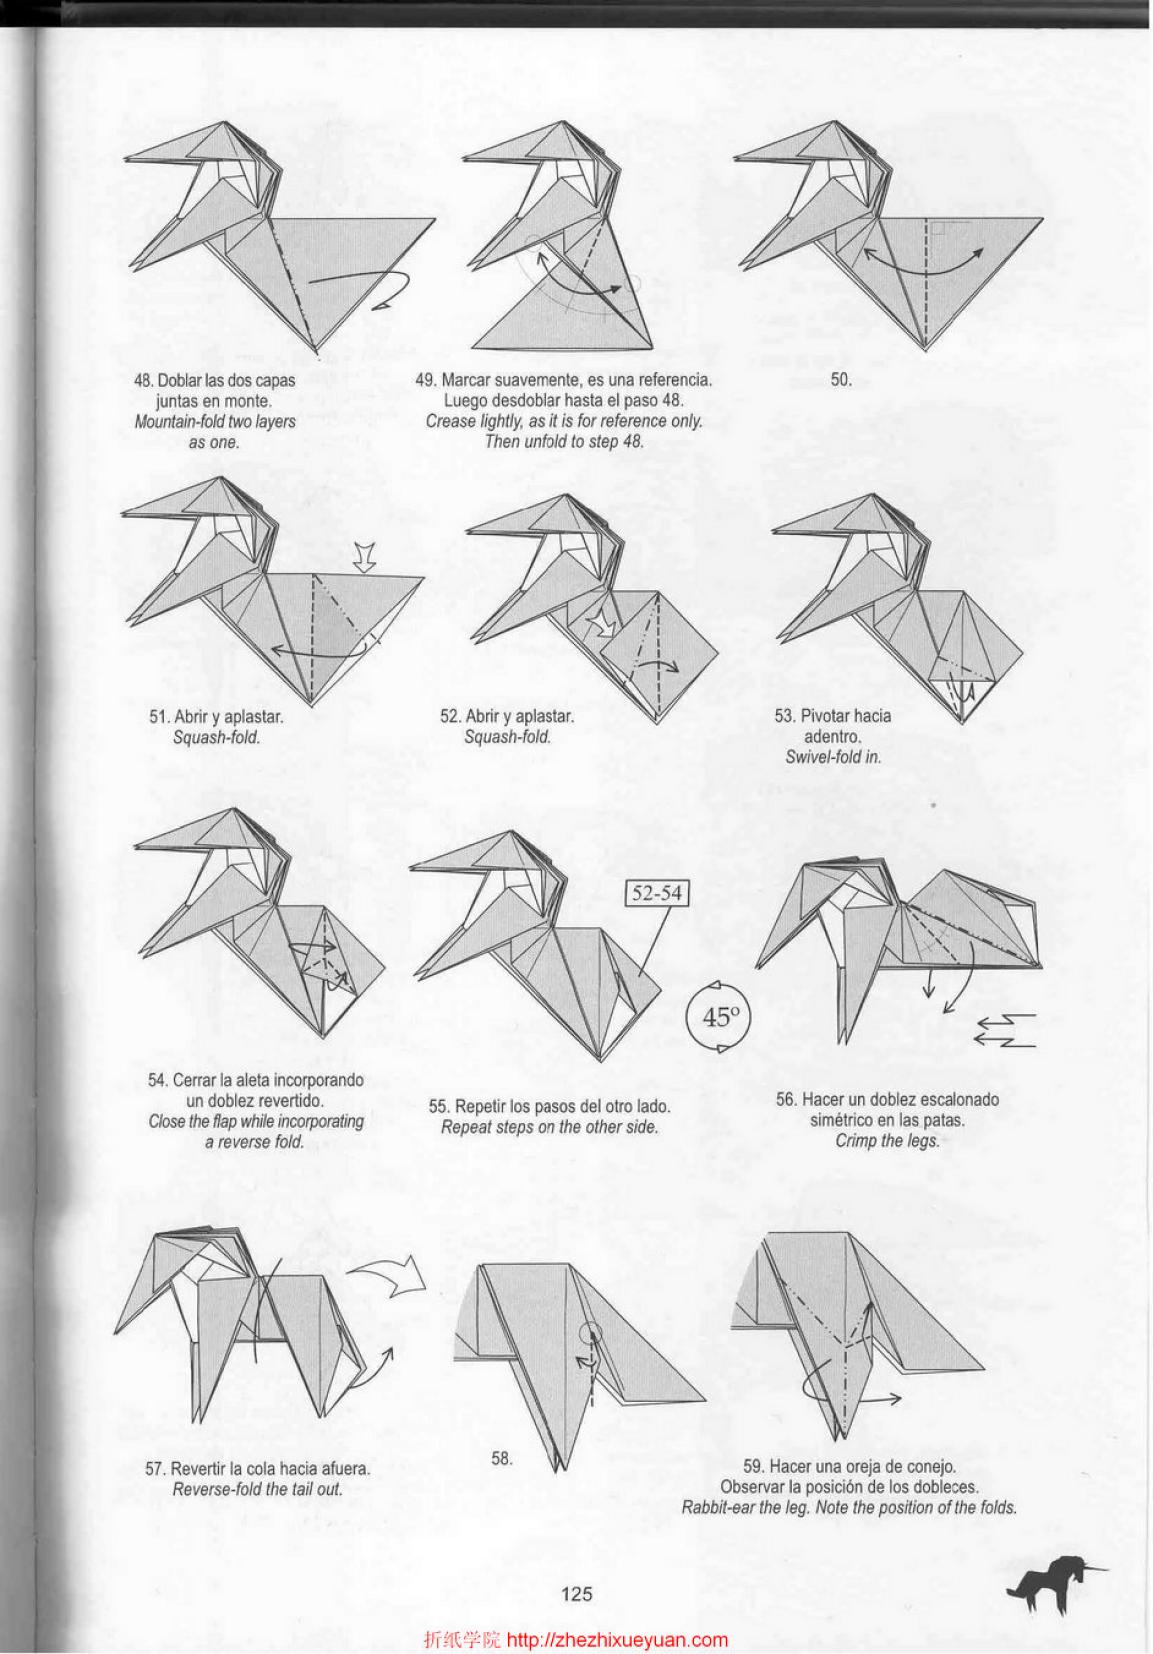 48. Doblar las dos capas
juntas en monte.
Mountain-fold two layers
as one.
49. Marcar suavemente, es una referencia.
Luego desdoblar hasta el paso 48.
Crease lightly, as it is for reference only.
Then unfold to step 48.
50.
51. Abrir y aplastar.
Squash-fold.
52. Abrir y aplastar.
Squash-fold.
53. Pivotar hacia
adentro.
Swivel-fold in.
54. Cerrar la aleta incorporando
un doblez revertido.
Close the flap while incorporating
a reverse fold.
52-54
55. Repetir los pasos del otro lado.
Repeat steps on the other side.
45º
56. Hacer un doblez escalonado
simétrico en las patas.
Crimp the legs.
57. Revertir la cola hacia afuera.
Reverse-fold the tail out.
58.
59. Hacer una oreja de conejo.
Observar la posición de los dobleces.
Rabbit-ear the leg. Note the position of the folds.
125
折纸学院 http://zhezhixueyuan.com